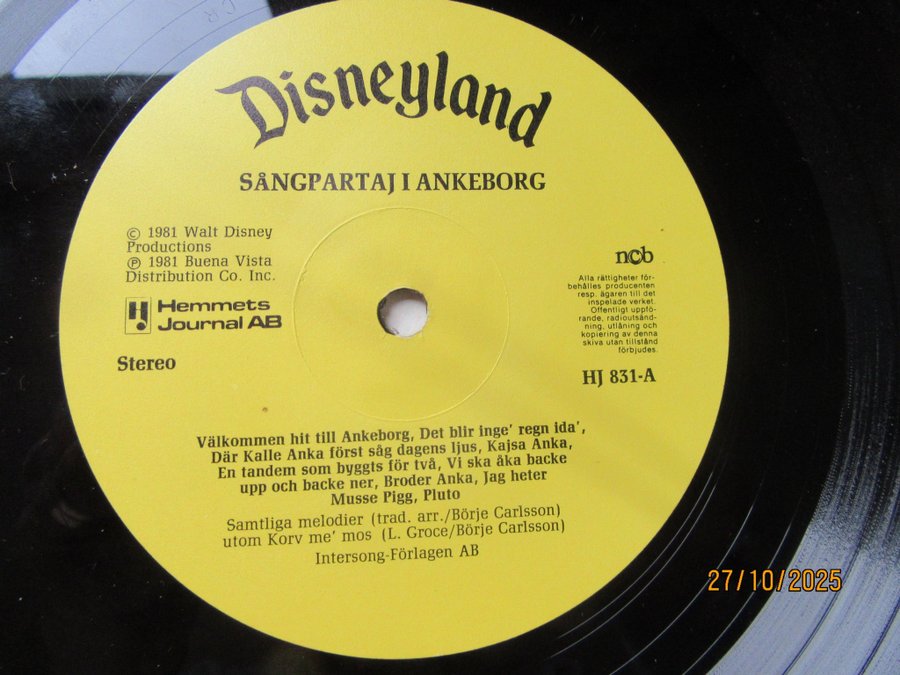 Disneyland
SÅNGPARTAJ I ANKEBORG
© 1981 Walt Disney
Productions
℗ 1981 Buena Vista
Distribution Co. Inc.
Hemmets
Journal AB
Stereo
ncb
Alla rättigheter för-
behålles producenten
resp. ägaren till det
inspelade verket.
Offentligt uppfö-
rande, radioutsänd-
ning, utlåning och
kopiering av denna
skiva utan tillstånd
förbjudes.
HJ 831-A
Välkommen hit till Ankeborg, Det blir inge' regn ida',
Där Kalle Anka först såg dagens ljus, Kajsa Anka,
En tandem som byggts för två, Vi ska åka backe
upp och backe ner, Broder Anka, Jag heter
Musse Pigg, Pluto
Samtliga melodier (trad. arr./Börje Carlsson)
utom Korv me' mos (L. Groce/Börje Carlsson)
Intersong-Förlagen AB
27/10/2025